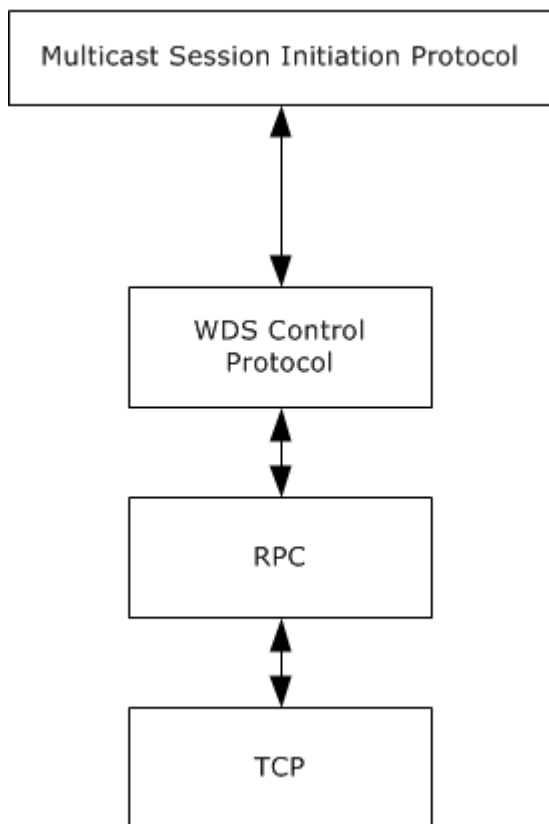 Multicast Session Initiation Protocol
WDS Control
Protocol
RPC
TCP